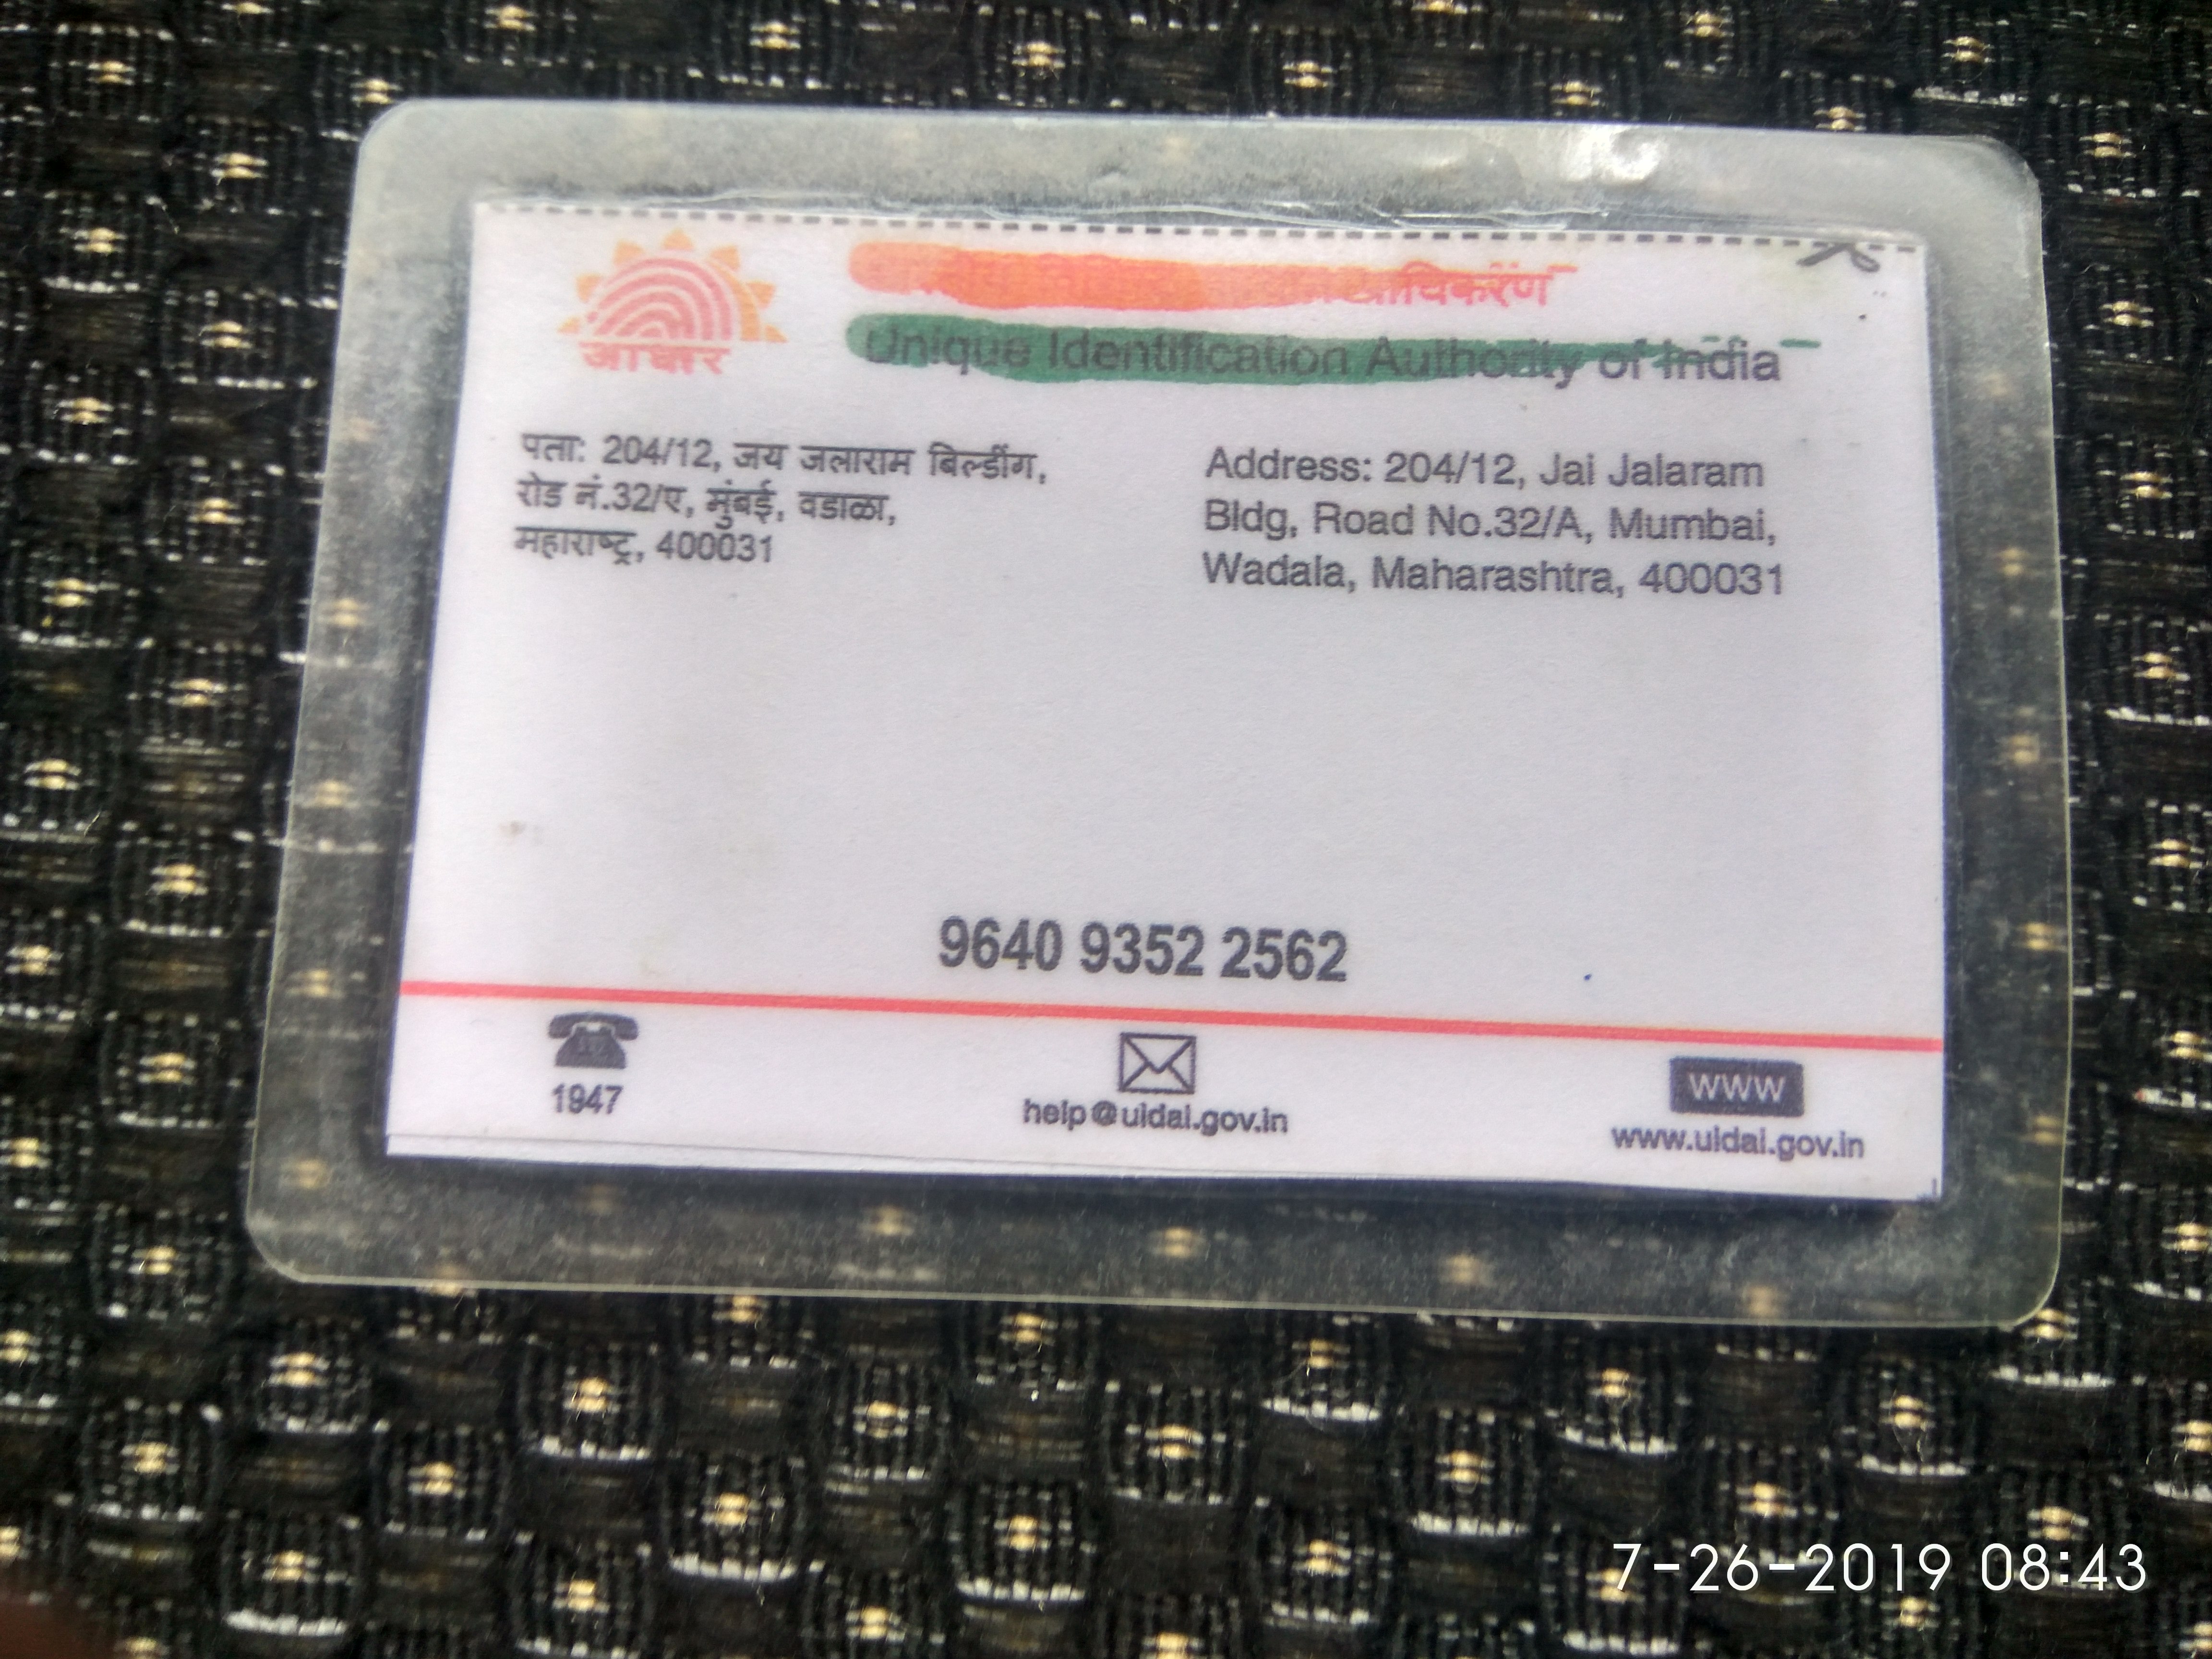 आधार
प्राधिकरण
Unique Identification Authority of India
पता: 204/12, जय जलाराम बिल्डींग,
रोड नं.32/ए, मुंबई, वडाळा,
महाराष्ट्र, 400031
Address: 204/12, Jai Jalaram
Bldg, Road No.32/A, Mumbai,
Wadala, Maharashtra, 400031
9640 9352 2562
1947
help@uidai.gov.in
WWW
www.uidai.gov.in
7-26-2019 08:43